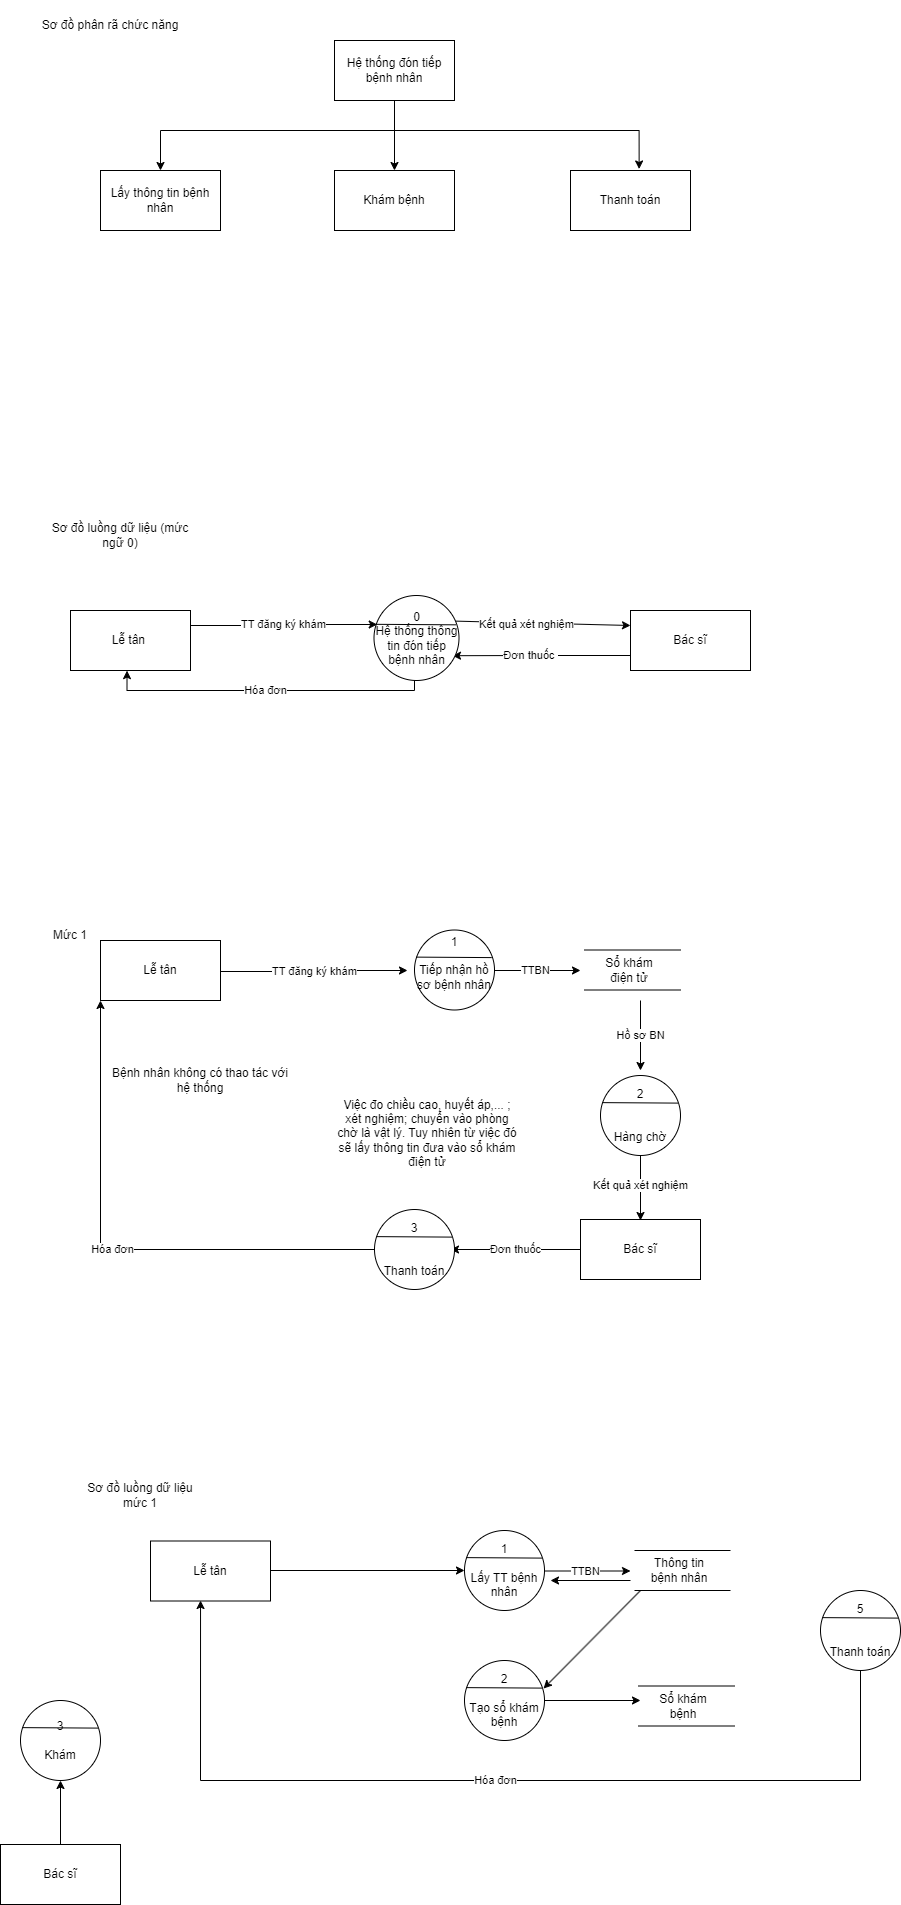 Sơ đồ phân rã chức năng
Hệ thống đón tiếp
bệnh nhân
Lấy thông tin bệnh
nhân
Khám bệnh
Thanh toán
Sơ đồ luồng dữ liệu (mức
ngữ 0)
Lễ tân
TT đăng ký khám
0
Hệ thống thông
tin đón tiếp
bệnh nhân
Kết quả xét nghiệm
Đơn thuốc
Bác sĩ
Hóa đơn
Mức 1
Lễ tân
TT đăng ký khám
1
Tiếp nhận hồ
sơ bệnh nhân
TTBN
Sổ khám
điện tử
Hồ sơ BN
Bệnh nhân không có thao tác với
hệ thống
Việc đo chiều cao, huyết áp,... ;
xét nghiệm; chuyển vào phòng
chờ là vật lý. Tuy nhiên từ việc đó
sẽ lấy thông tin đưa vào sổ khám
điện tử
2
Hàng chờ
Kết quả xét nghiệm
Bác sĩ
Đơn thuốc
3
Thanh toán
Hóa đơn
Sơ đồ luồng dữ liệu
mức 1
Lễ tân
1
Lấy TT bệnh
nhân
TTBN
Thông tin
bệnh nhân
5
Thanh toán
2
Tạo sổ khám
bệnh
Sổ khám
bệnh
3
Khám
Hóa đơn
Bác sĩ